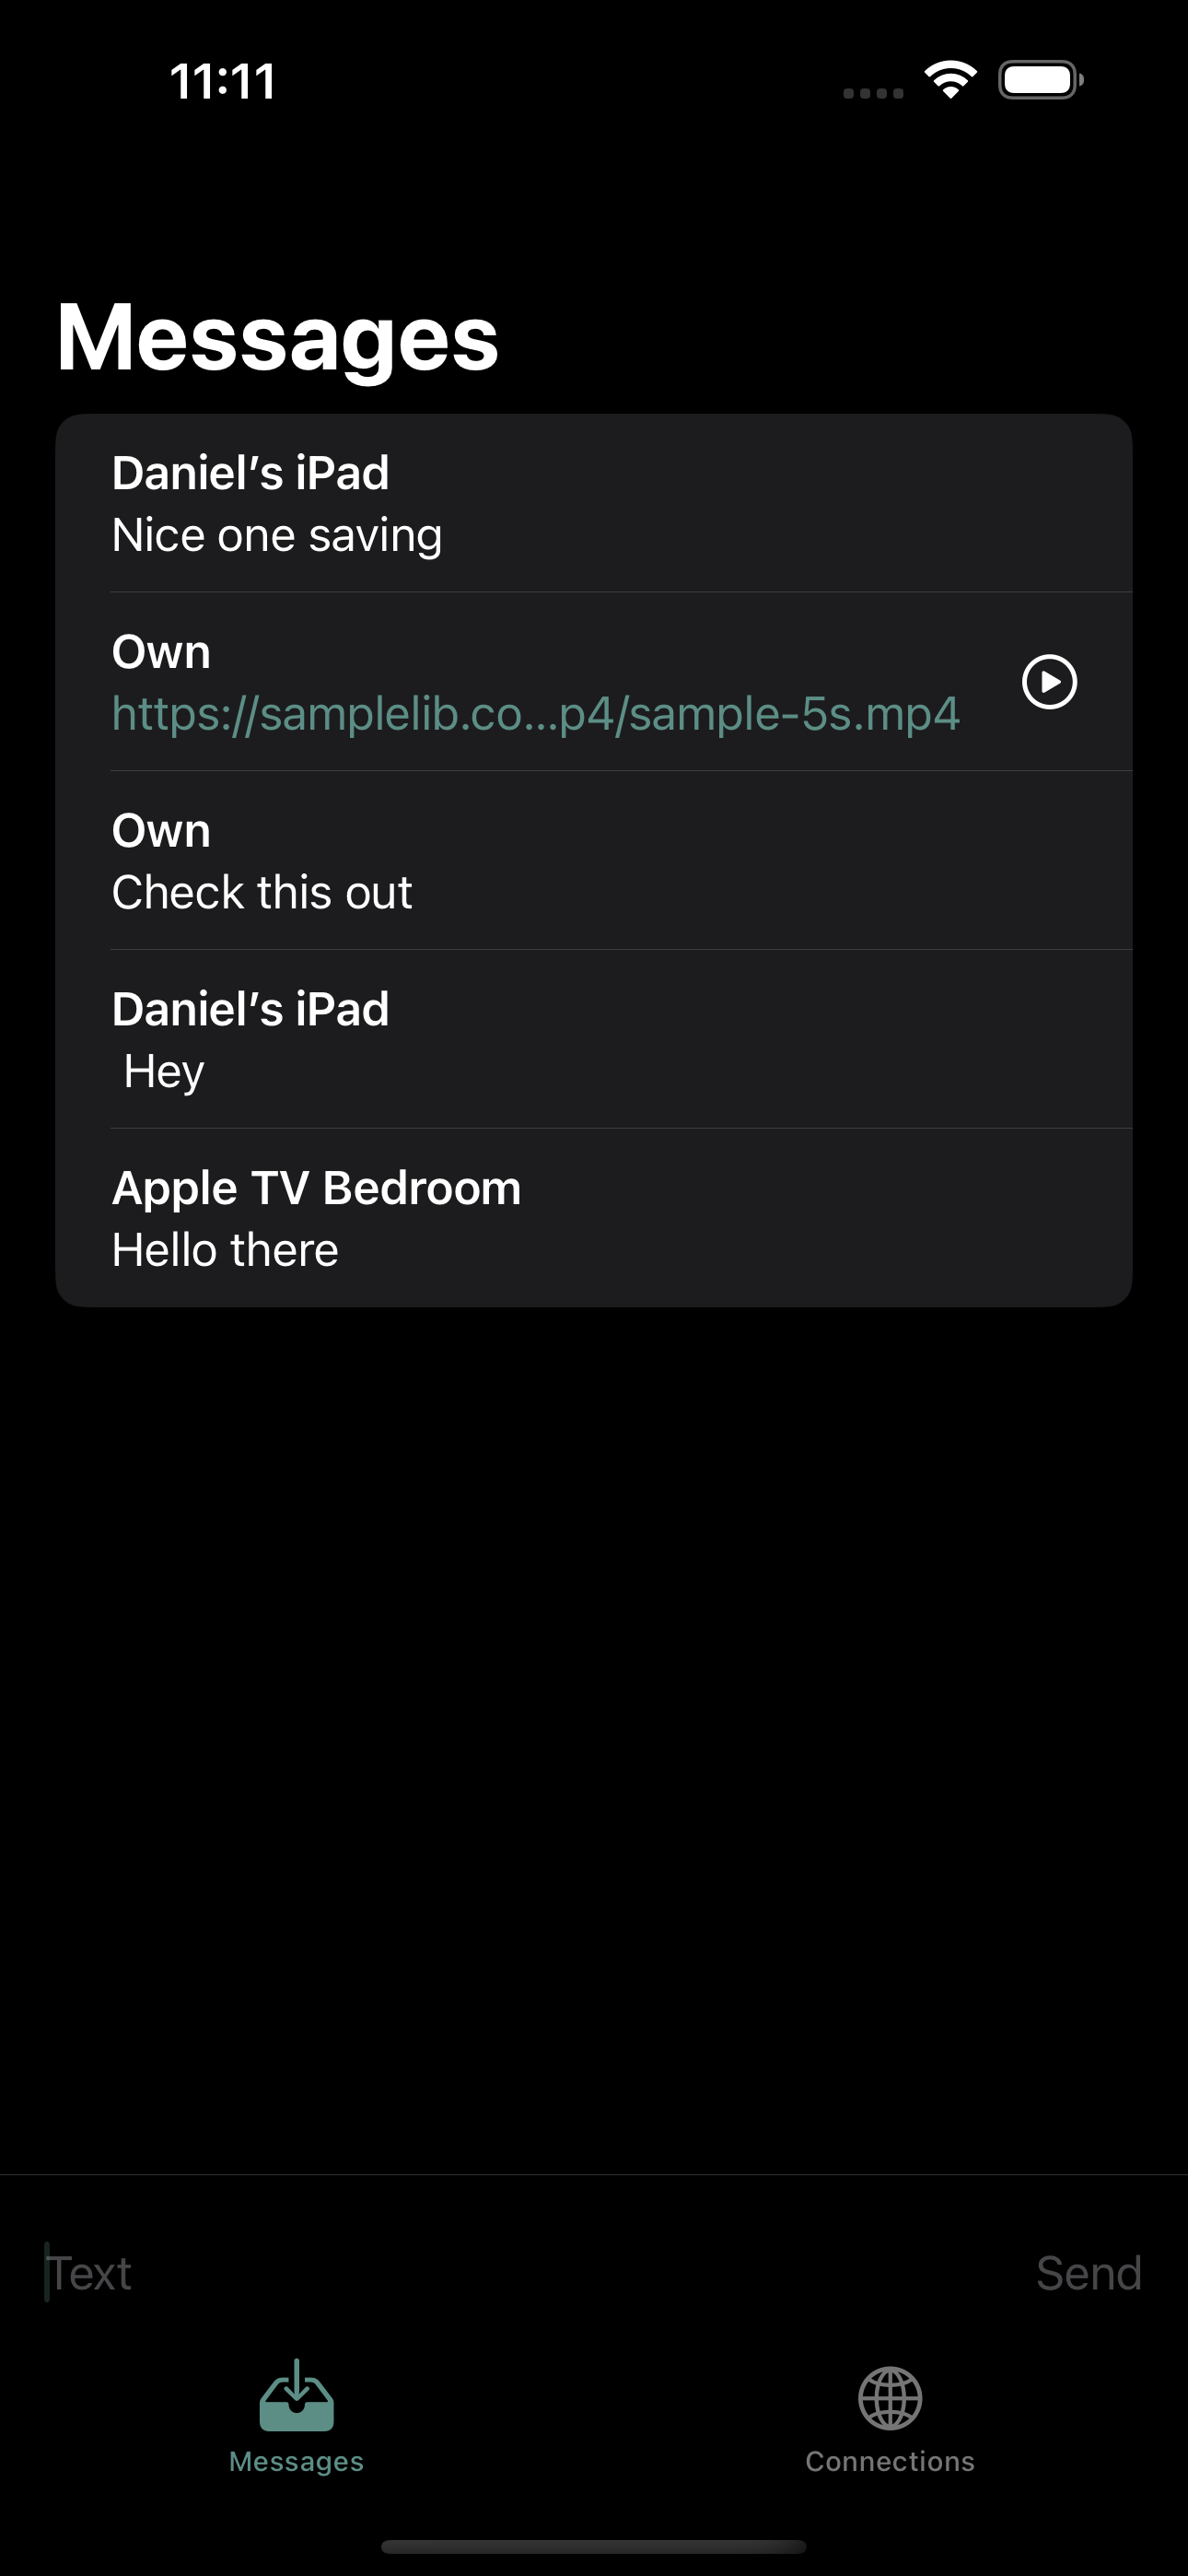 11:11
Messages
Daniel’s iPad
Nice one saving
Own
https://samplelib.co...p4/sample-5s.mp4
Own
Check this out
Daniel’s iPad
Hey
Apple TV Bedroom
Hello there
Text
Send
Messages
Connections